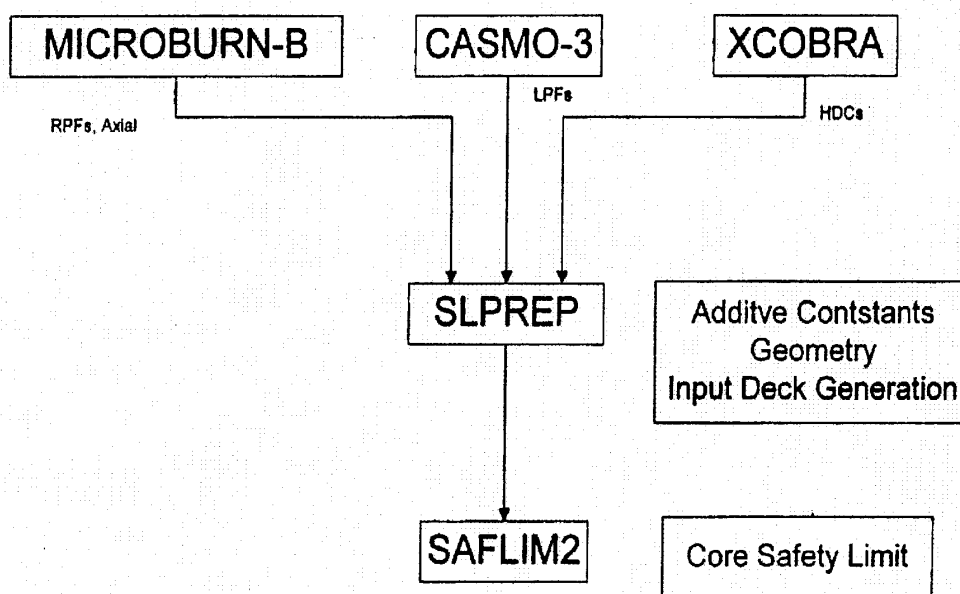 MICROBURN-B
CASMO-3
XCOBRA
RPFs, Axial
LPFs
HDCs
SLPREP
Additve Contstants
Geometry
Input Deck Generation
SAFLIM2
Core Safety Limit